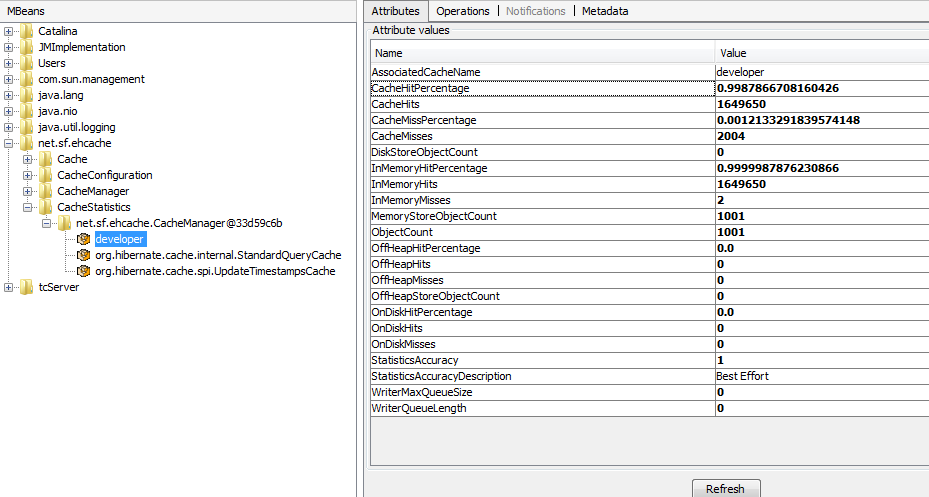 MBeans
Catalina
JMImplementation
Users
com.sun.management
java.lang
java.nio
java.util.logging
net.sf.ehcache
Cache
CacheConfiguration
CacheManager
CacheStatistics
net.sf.ehcache.CacheManager@33d59c6b
developer
org.hibernate.cache.internal.StandardQueryCache
org.hibernate.cache.spi.UpdateTimestampsCache
tcServer
Attributes Operations Notifications Metadata
Attribute values
Name Value
AssociatedCacheName developer
CacheHitPercentage 0.9987866708160426
CacheHits 1649650
CacheMissPercentage 0.0012133291839574148
CacheMisses 2004
DiskStoreObjectCount 0
InMemoryHitPercentage 0.9999987876230866
InMemoryHits 1649650
InMemoryMisses 2
MemoryStoreObjectCount 1001
ObjectCount 1001
OffHeapHitPercentage 0.0
OffHeapHits 0
OffHeapMisses 0
OffHeapStoreObjectCount 0
OnDiskHitPercentage 0.0
OnDiskHits 0
OnDiskMisses 0
StatisticsAccuracy 1
StatisticsAccuracyDescription Best Effort
WriterMaxQueueSize 0
WriterQueueLength 0
Refresh